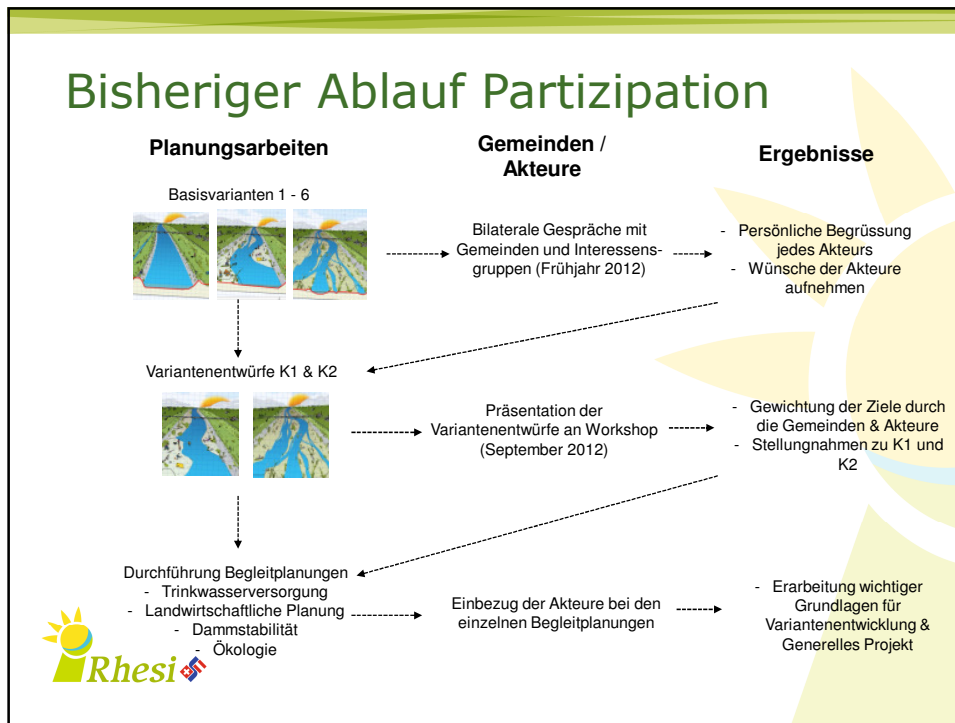 Bisheriger Ablauf Partizipation
Planungsarbeiten
Gemeinden /
Akteure
Ergebnisse
Basisvarianten 1 - 6
Bilaterale Gespräche mit
Gemeinden und Interessens-
gruppen (Frühjahr 2012)
- Persönliche Begrüssung
jedes Akteurs
- Wünsche der Akteure
aufnehmen
Variantenentwürfe K1 & K2
Präsentation der
Variantenentwürfe an Workshop
(September 2012)
- Gewichtung der Ziele durch
die Gemeinden & Akteure
- Stellungnahmen zu K1 und
K2
Durchführung Begleitplanungen
- Trinkwasserversorgung
- Landwirtschaftliche Planung
- Dammstabilität
- Ökologie
Einbezug der Akteure bei den
einzelnen Begleitplanungen
- Erarbeitung wichtiger
Grundlagen für
Variantenentwicklung &
Generelles Projekt
Rhesi